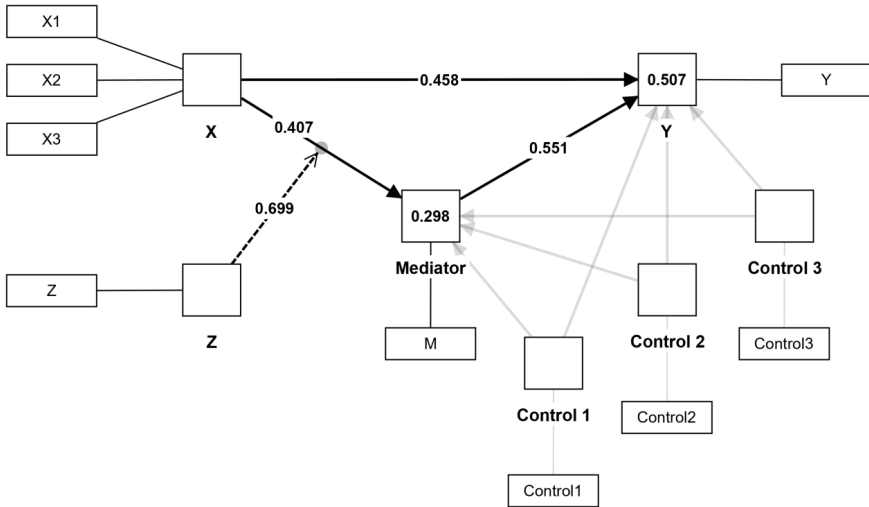 X1
X2
X3
X
0.458
0.507
Y
Y
0.407
0.551
0.699
0.298
Mediator
Z
Z
M
Control 3
Control3
Control 2
Control2
Control 1
Control1